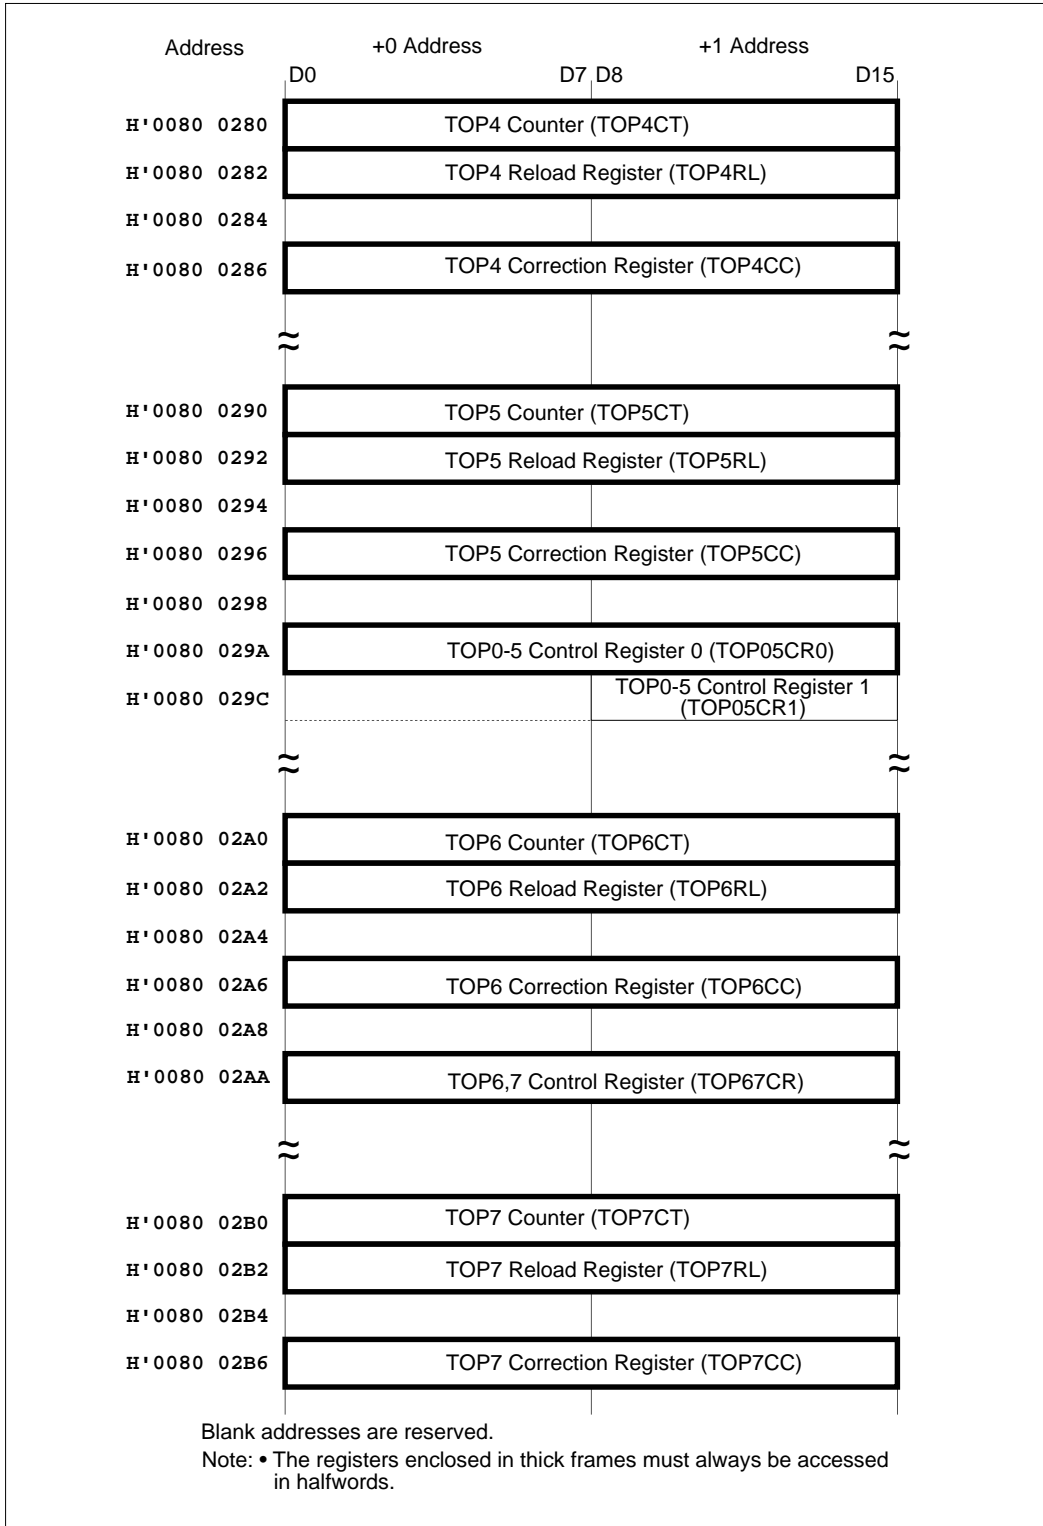 Address +0 Address +1 Address
D0 D7 D8 D15
H'0080 0280 TOP4 Counter (TOP4CT)
H'0080 0282 TOP4 Reload Register (TOP4RL)
H'0080 0284
H'0080 0286 TOP4 Correction Register (TOP4CC)
≈ ≈
H'0080 0290 TOP5 Counter (TOP5CT)
H'0080 0292 TOP5 Reload Register (TOP5RL)
H'0080 0294
H'0080 0296 TOP5 Correction Register (TOP5CC)
H'0080 0298
H'0080 029A TOP0-5 Control Register 0 (TOP05CR0)
H'0080 029C TOP0-5 Control Register 1
(TOP05CR1)
≈ ≈
H'0080 02A0 TOP6 Counter (TOP6CT)
H'0080 02A2 TOP6 Reload Register (TOP6RL)
H'0080 02A4
H'0080 02A6 TOP6 Correction Register (TOP6CC)
H'0080 02A8
H'0080 02AA TOP6,7 Control Register (TOP67CR)
≈ ≈
H'0080 02B0 TOP7 Counter (TOP7CT)
H'0080 02B2 TOP7 Reload Register (TOP7RL)
H'0080 02B4
H'0080 02B6 TOP7 Correction Register (TOP7CC)
Blank addresses are reserved.
Note: • The registers enclosed in thick frames must always be accessed
in halfwords.